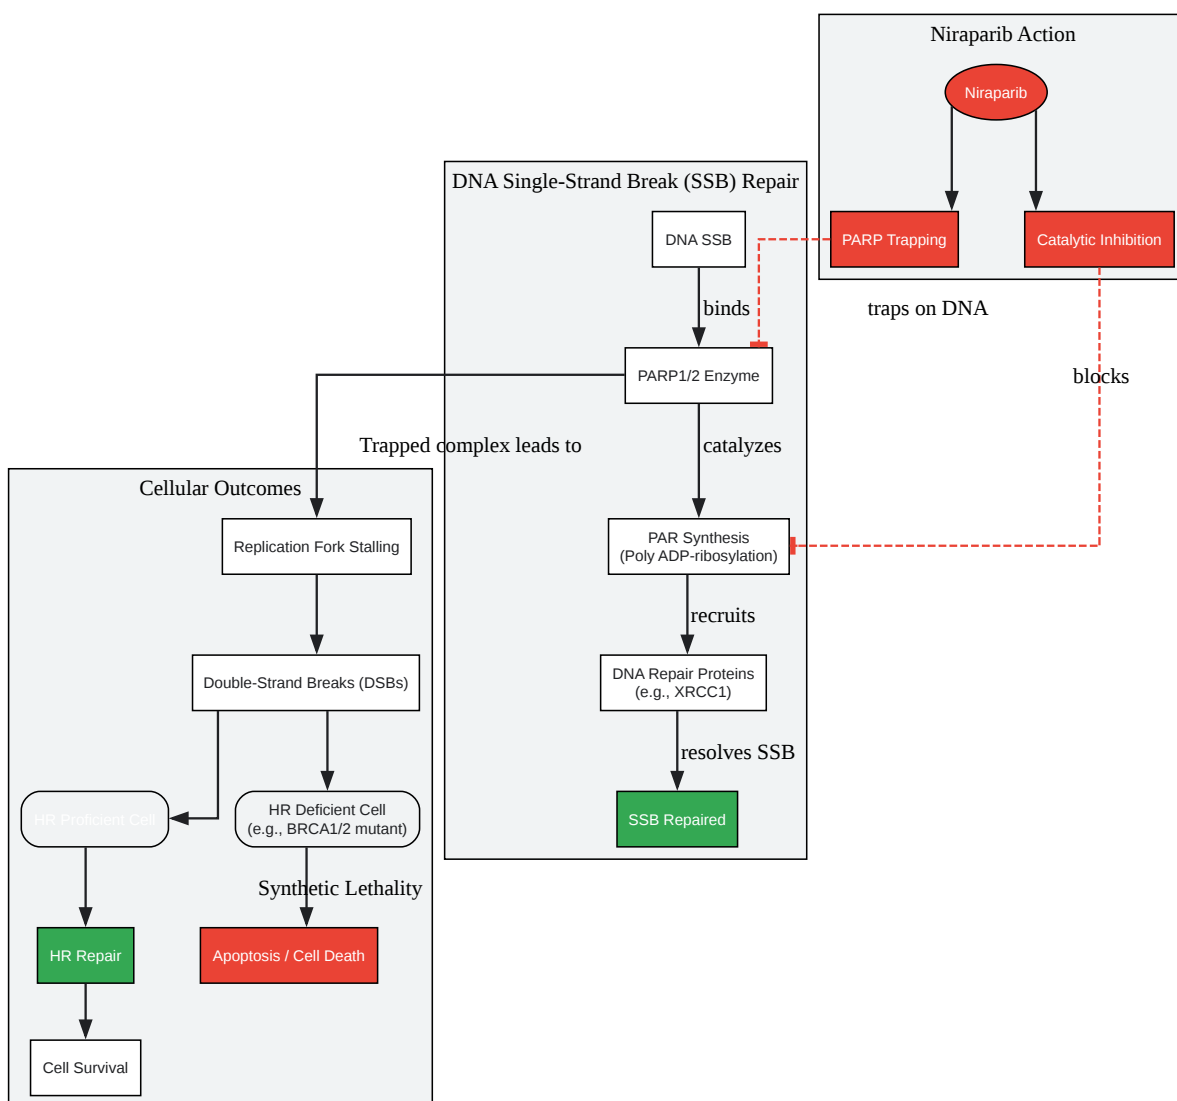 Niraparib Action
Niraparib
PARP Trapping
Catalytic Inhibition
traps on DNA
blocks
DNA Single-Strand Break (SSB) Repair
DNA SSB
binds
PARP1/2 Enzyme
Trapped complex leads to
catalyzes
PAR Synthesis
(Poly ADP-ribosylation)
recruits
DNA Repair Proteins
(e.g., XRCC1)
resolves SSB
SSB Repaired
Cellular Outcomes
Replication Fork Stalling
Double-Strand Breaks (DSBs)
HR Proficient Cell
HR Deficient Cell
(e.g., BRCA1/2 mutant)
Synthetic Lethality
HR Repair
Apoptosis / Cell Death
Cell Survival